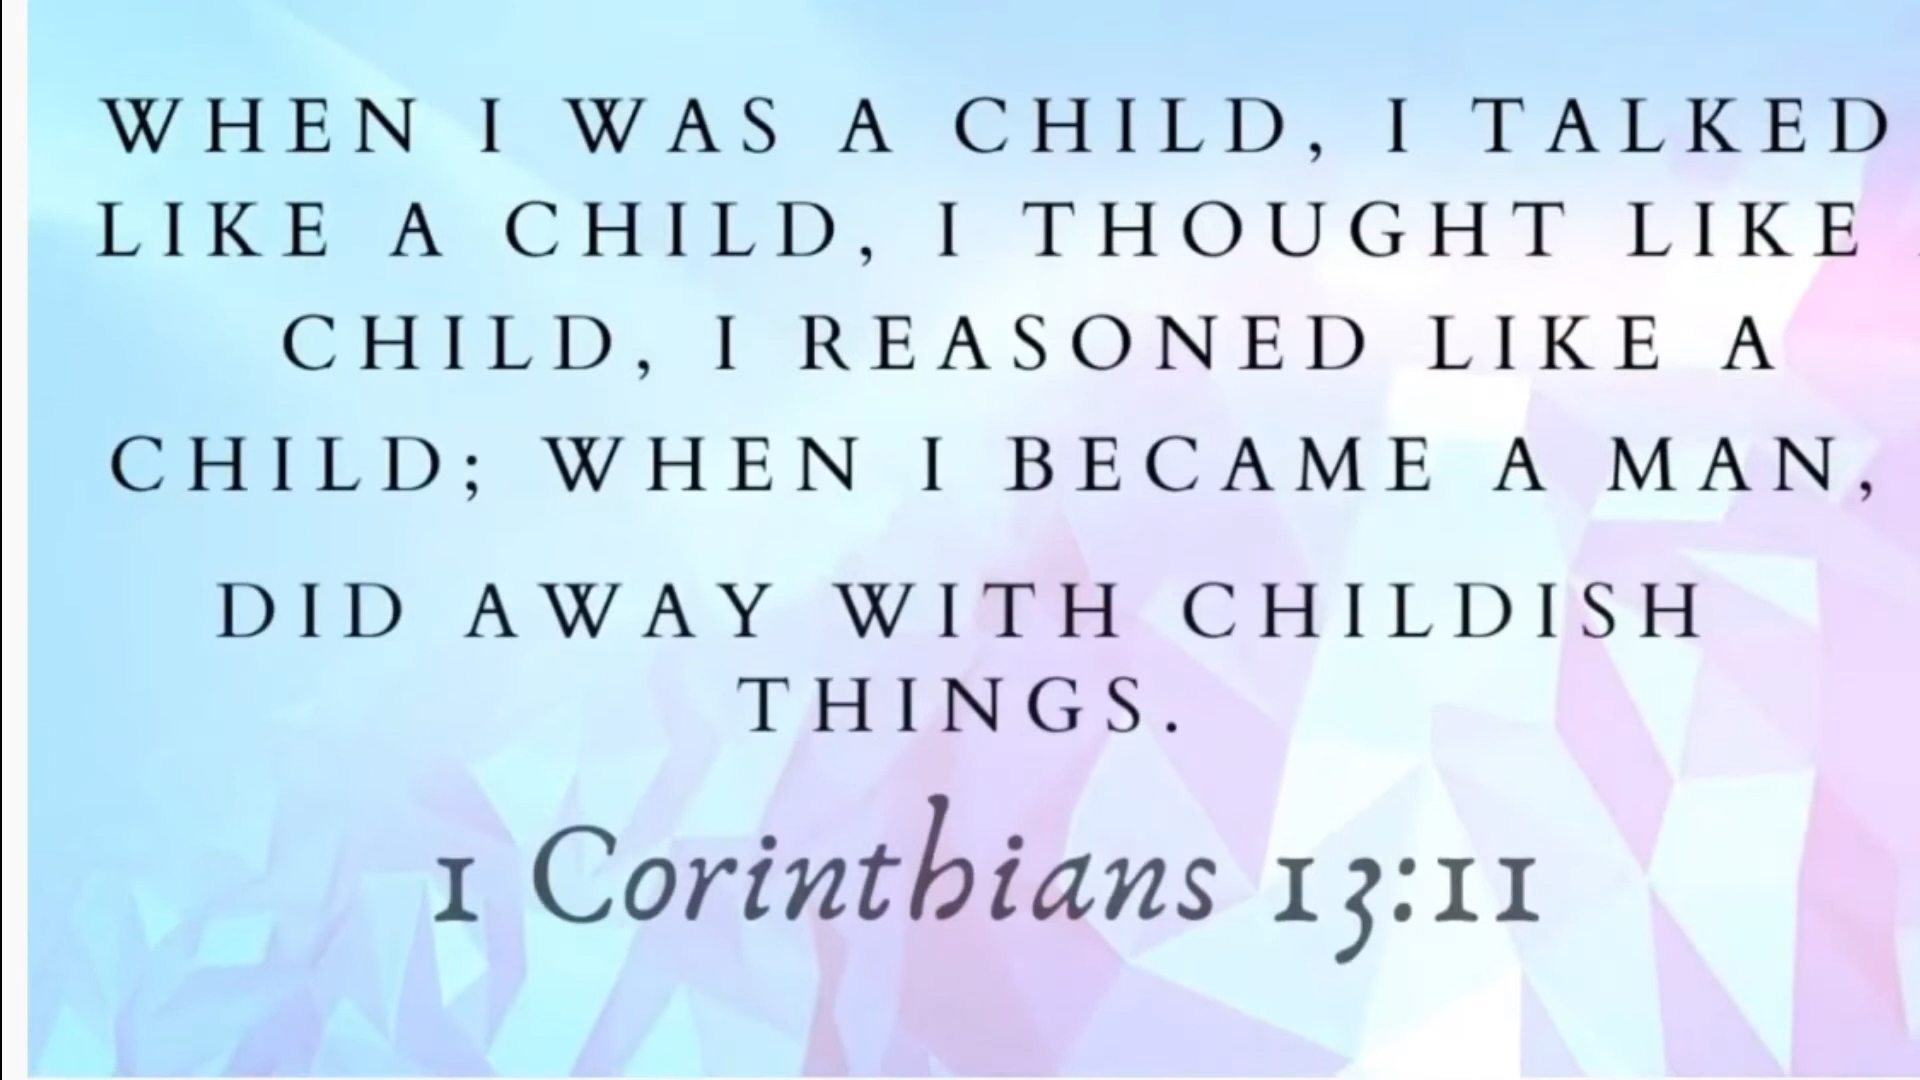 WHEN I WAS A CHILD, I TALKED
LIKE A CHILD, I THOUGHT LIKE
CHILD, I REASONED LIKE A
CHILD; WHEN I BECAME A MAN,
DID AWAY WITH CHILDISH
THINGS.
1 Corinthians 13:11